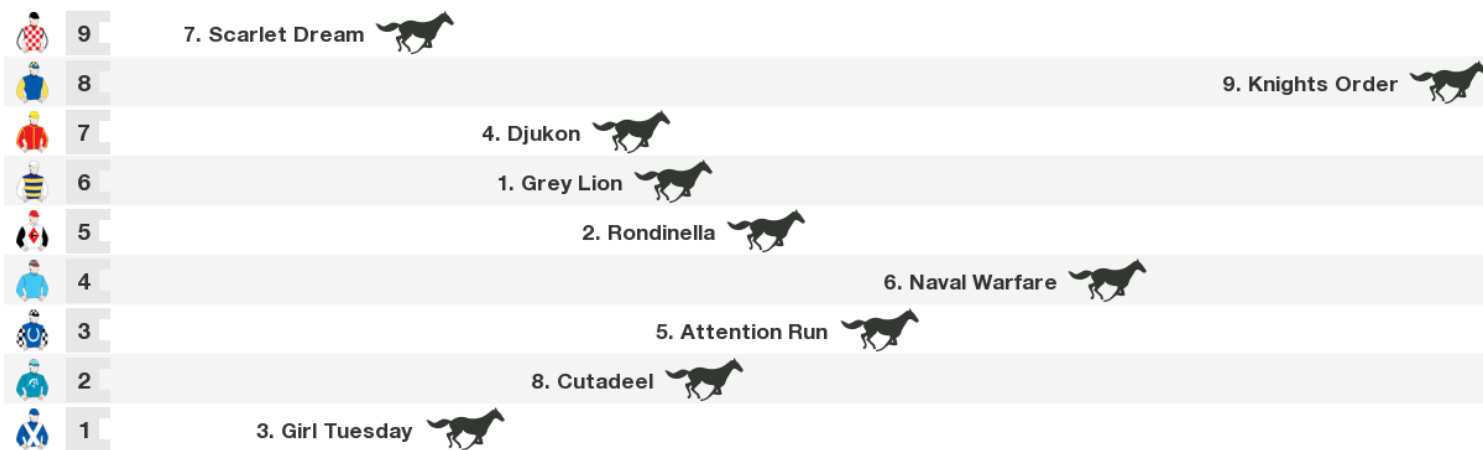 9 7. Scarlet Dream
8 9. Knights Order
7 4. Djukon
6 1. Grey Lion
5 2. Rondinella
4 6. Naval Warfare
3 5. Attention Run
2 8. Cutadeel
1 3. Girl Tuesday